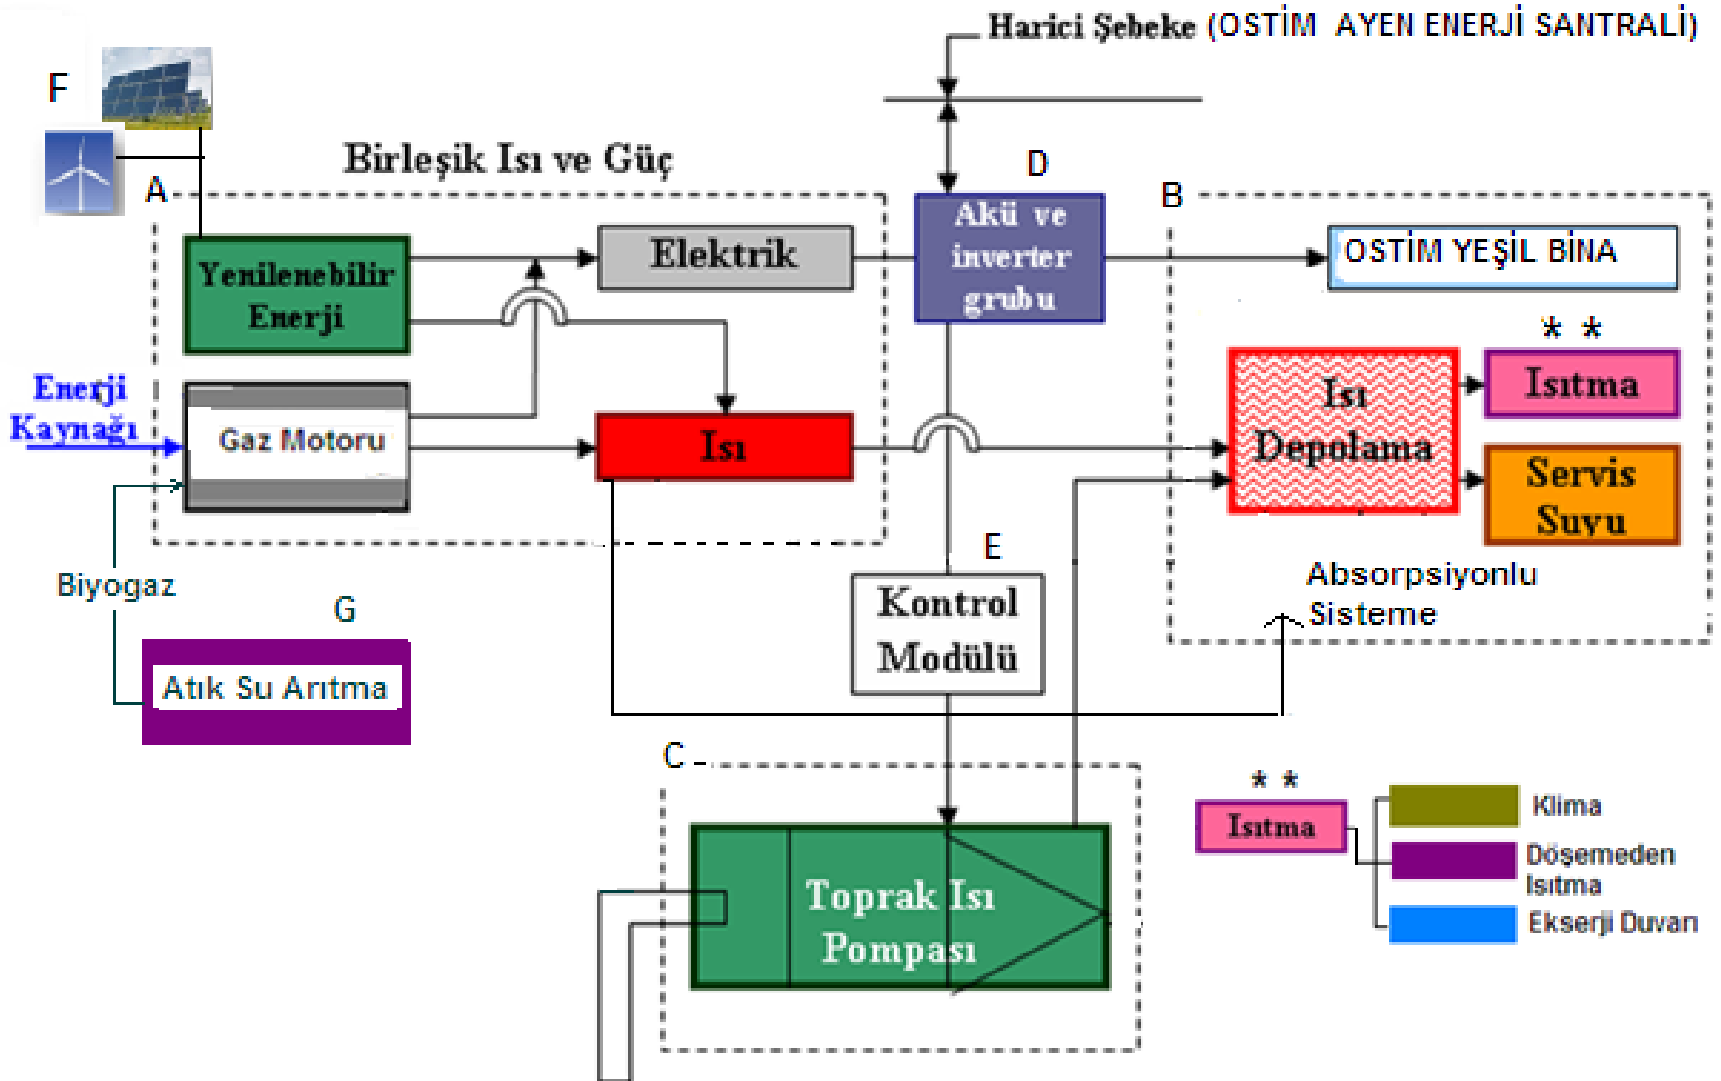 Harici Şebeke (OSTİM AYEN ENERJİ SANTRALİ)
F
Birleşik Isı ve Güç
D
A
B
Akü ve
inverter
grubu
Yenilenebilir
Enerji
Elektrik
OSTİM YEŞİL BİNA
* *
Enerji
Kaynağı
Gaz Motoru
Isı
Isı
Depolama
Isıtma
Servis
Suyu
E
Biyogaz
G
Kontrol
Modülü
Absorpsiyonlu
Sisteme
Atık Su Arıtma
C
* *
Isıtma
Klima
Döşemeden
Isıtma
Ekserji Duvarı
Toprak Isı
Pompası